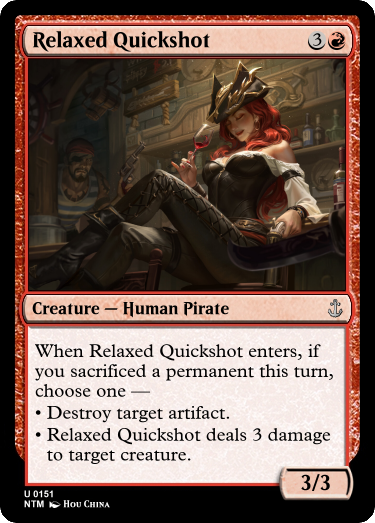 Relaxed Quickshot 3
Creature — Human Pirate
When Relaxed Quickshot enters, if
you sacrificed a permanent this turn,
choose one —
• Destroy target artifact.
• Relaxed Quickshot deals 3 damage
to target creature.
3/3
U 0151
NTM Hou China